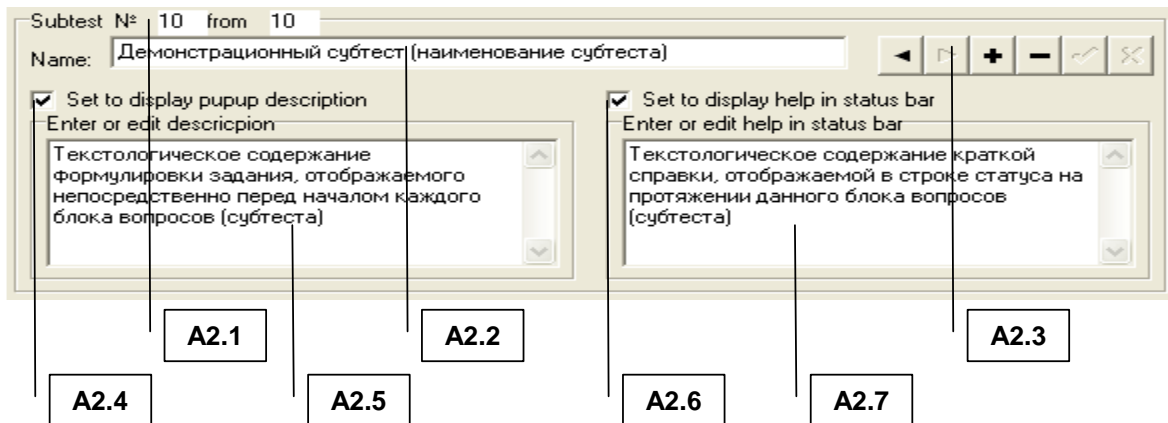 Subtest № 10 from 10
Name: Демонстрационный субтест (наименование субтеста)
Set to display pupup description
Set to display help in status bar
Enter or edit descricpion
Enter or edit help in status bar
Текстологическое содержание
формулировки задания, отображаемого
непосредственно перед началом каждого
блока вопросов (субтеста)
Текстологическое содержание краткой
справки, отображаемой в строке статуса на
протяжении данного блока вопросов
(субтеста)
A2.1
A2.2
A2.3
A2.4
A2.5
A2.6
A2.7